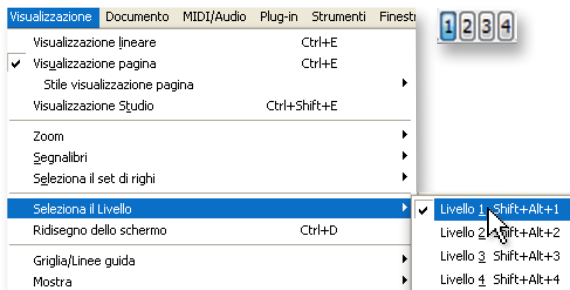 Visualizzazione Documento MIDI/Audio Plug-in Strumenti Finest
1 2 3 4
Visualizzazione lineare Ctrl+E
Visualizzazione pagina Ctrl+E
Stile visualizzazione pagina
Visualizzazione Studio Ctrl+Shift+E
Zoom
Segnalibri
Seleziona il set di righi
Seleziona il Livello
Livello 1 Shift+Alt+1
Ridisegno dello schermo Ctrl+D
Livello 2 Shift+Alt+2
Griglia/Linee guida
Livello 3 Shift+Alt+3
Mostra
Livello 4 Shift+Alt+4